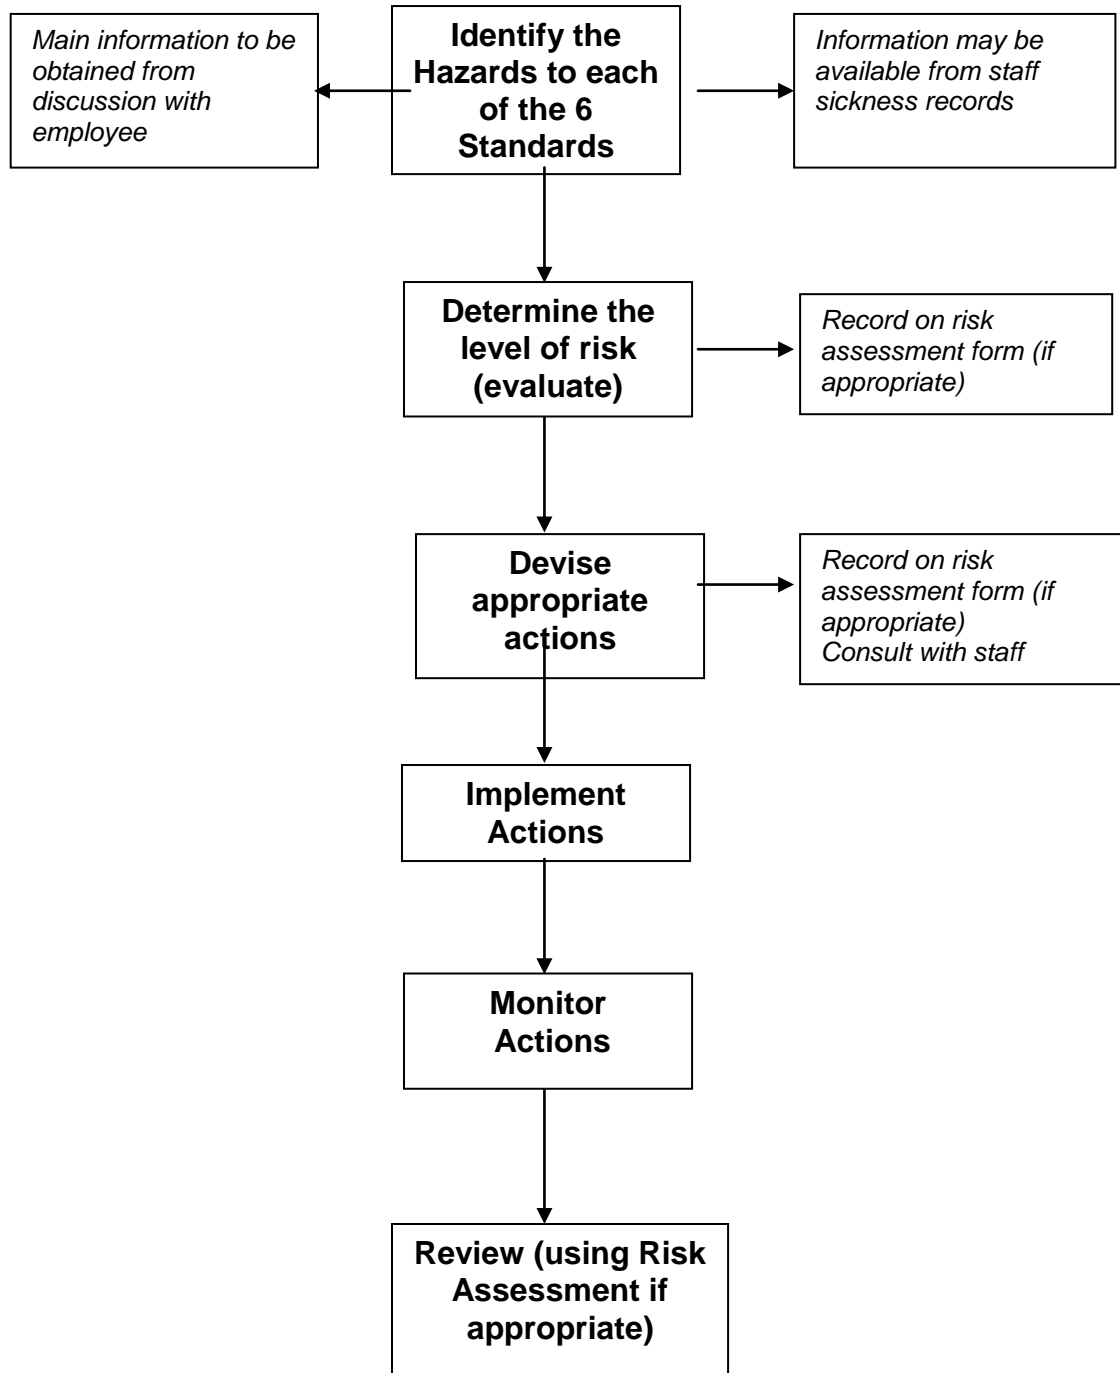 Main information to be
obtained from
discussion with
employee
Identify the
Hazards to each
of the 6
Standards
Information may be
available from staff
sickness records
Determine the
level of risk
(evaluate)
Record on risk
assessment form (if
appropriate)
Devise
appropriate
actions
Record on risk
assessment form (if
appropriate)
Consult with staff
Implement
Actions
Monitor
Actions
Review (using Risk
Assessment if
appropriate)